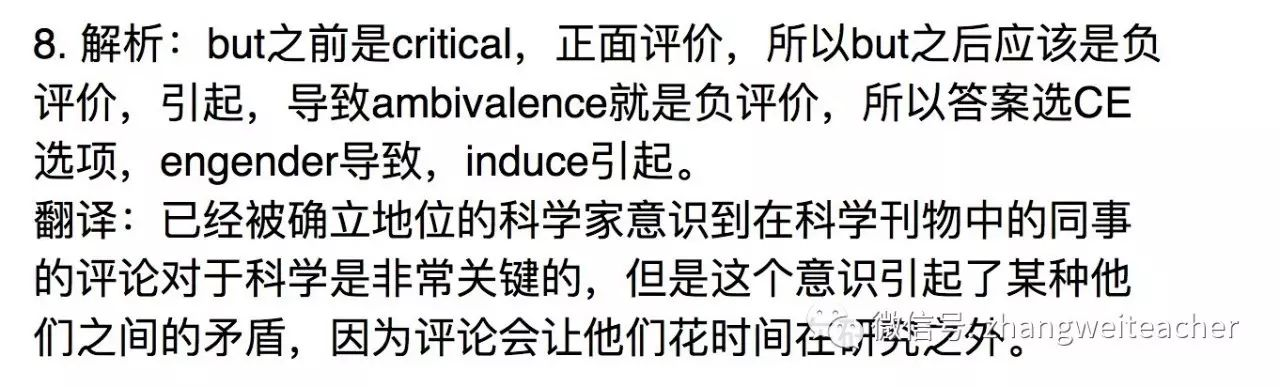 8. 解析：but之前是critical，正面评价，所以but之后应该是负
评价，引起，导致ambivalence就是负评价，所以答案选CE
选项，engender导致，induce引起。
翻译：已经被确立地位的科学家意识到在科学刊物中的同事
的评论对于科学是非常关键的，但是这个意识引起了某种他
们之间的矛盾，因为评论会让他们花时间在研究之外。
微信号: zhangweiteacher